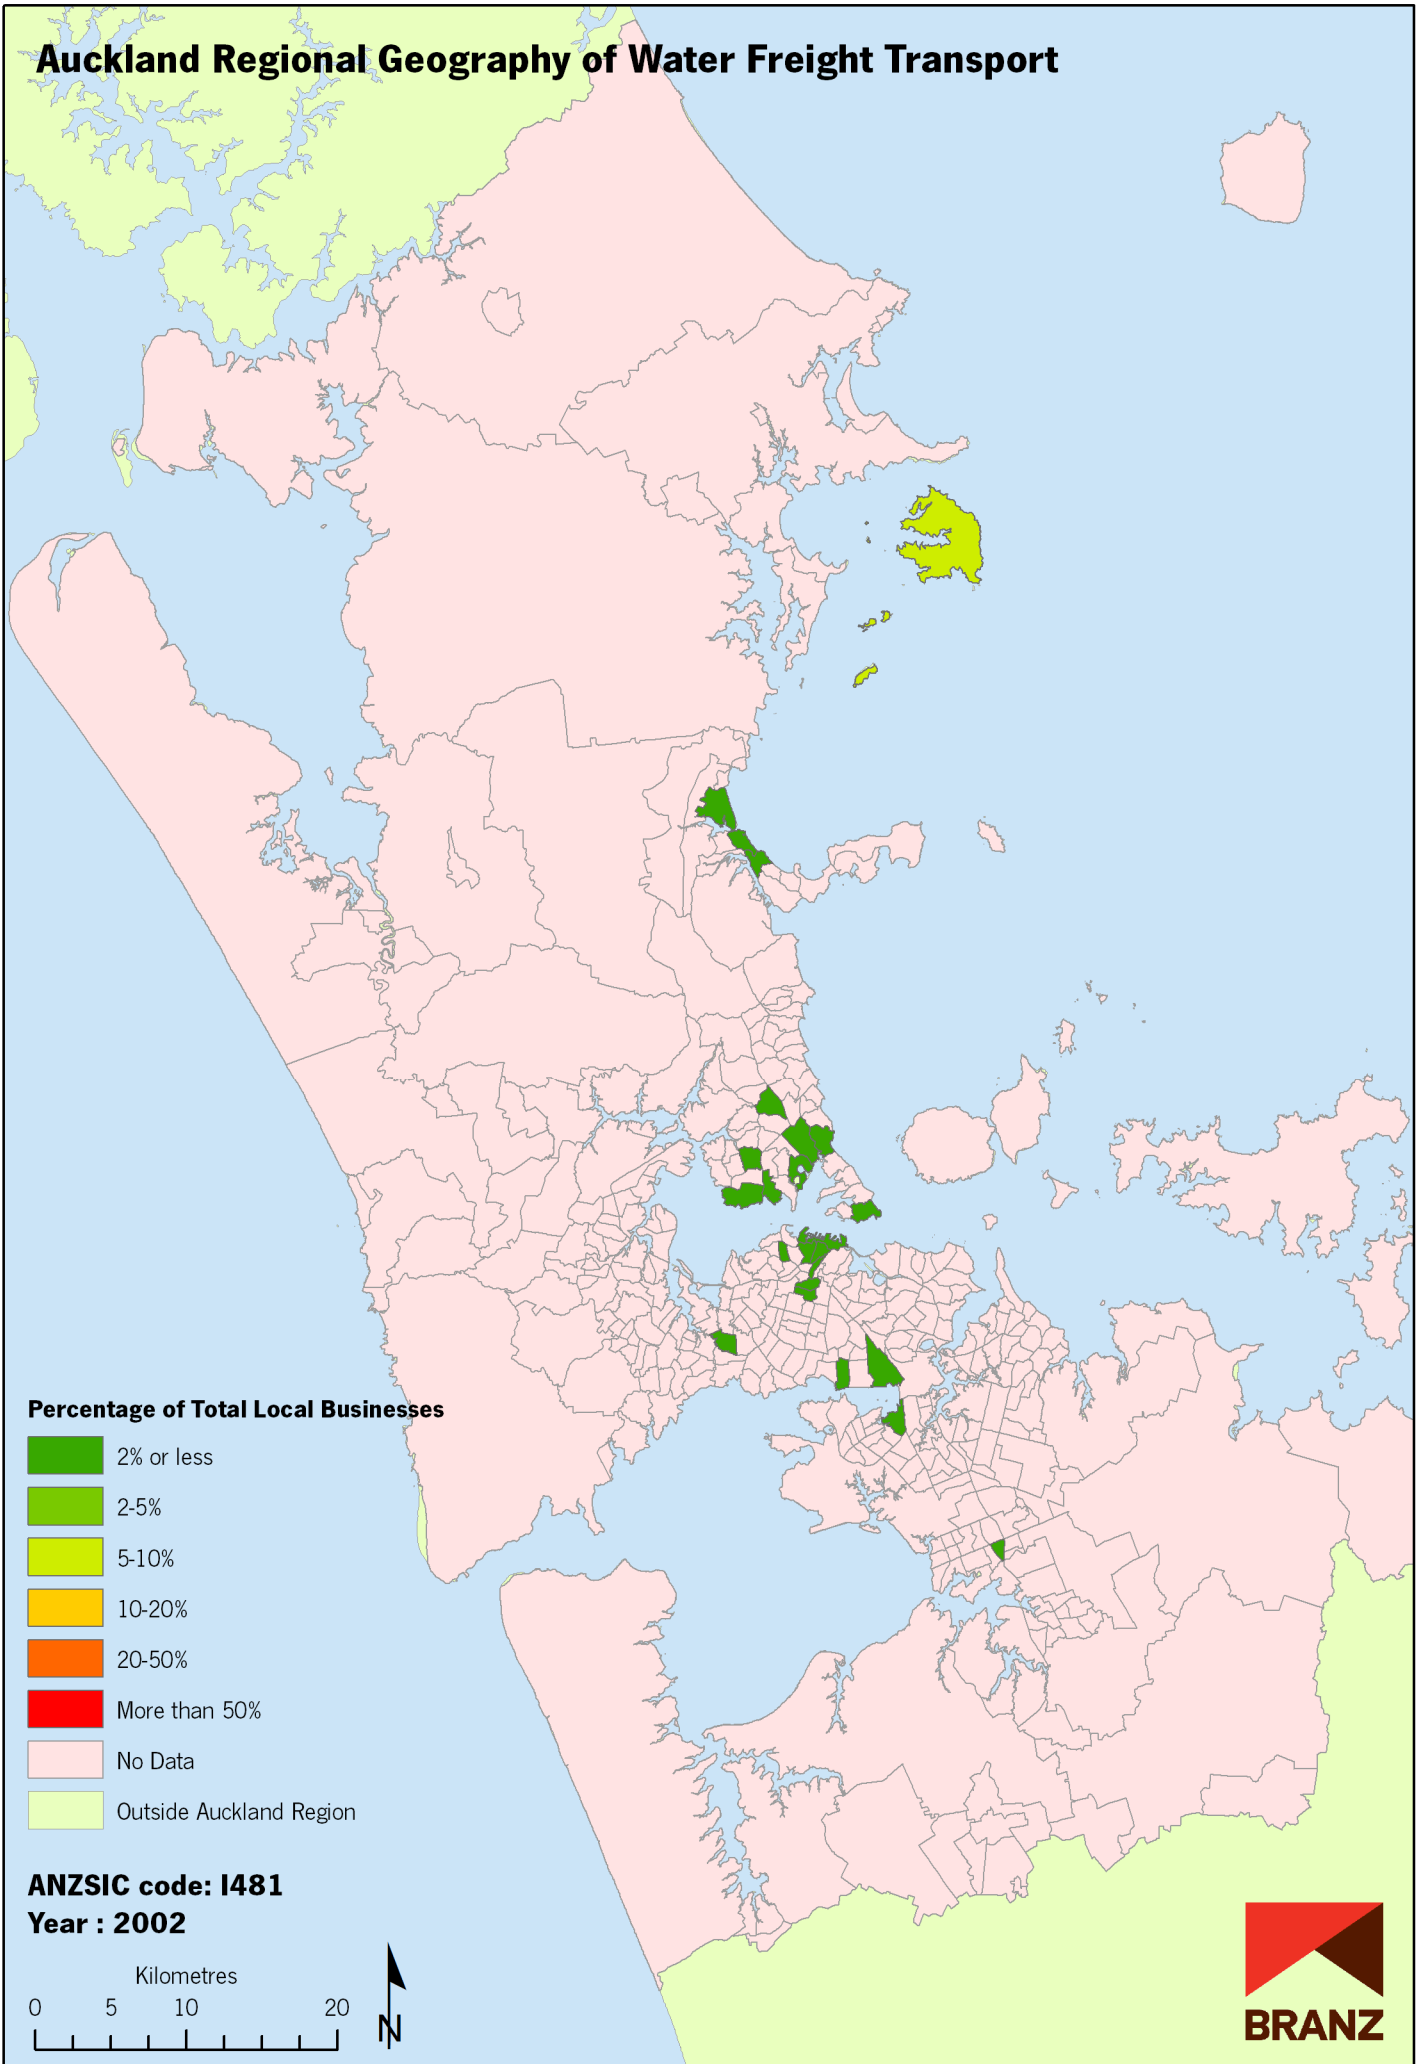 Auckland Regional Geography of Water Freight Transport
Percentage of Total Local Businesses
2% or less
2-5%
5-10%
10-20%
20-50%
More than 50%
No Data
Outside Auckland Region
ANZSIC code: I481
Year : 2002
Kilometres
0 5 10 20
N
BRANZ